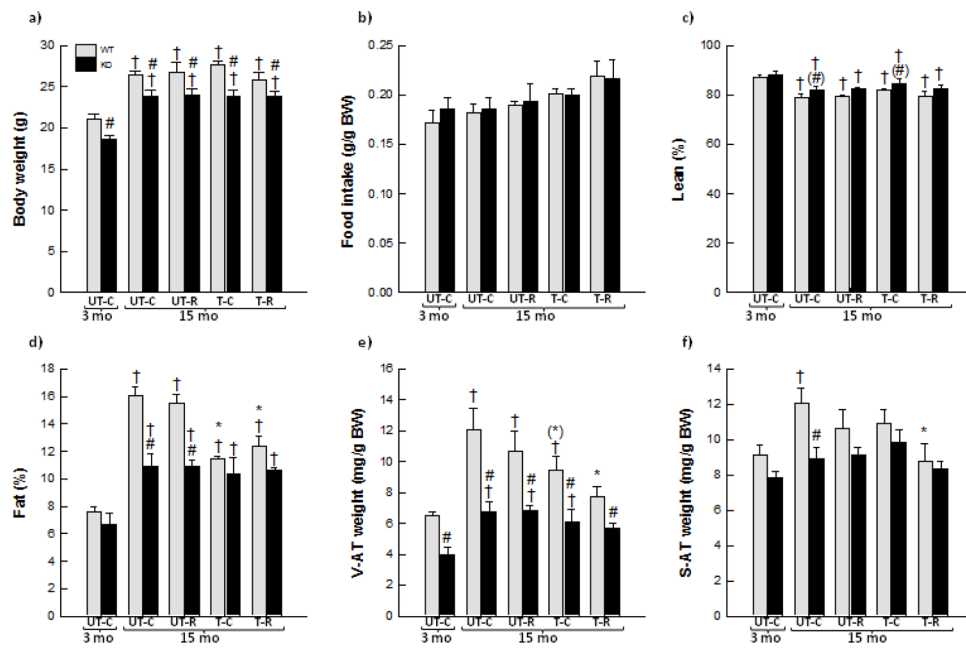 a)
Body weight (g)
30
25
20
15
10
5
0
WT
KO
#
† # †
† # †
† # †
† # †
UT-C UT-C UT-R T-C T-R
3 mo 15 mo
b)
Food intake (g/g BW)
0.25
0.20
0.15
0.10
0.05
0.00
UT-C UT-C UT-R T-C T-R
3 mo 15 mo
c)
Lean (%)
100
80
60
40
20
0
† † (#)
† †
† † (#)
† †
UT-C UT-C UT-R T-C T-R
3 mo 15 mo
d)
Fat (%)
18
16
14
12
10
8
6
4
2
0
† † #
† † #
* † †
* † †
UT-C UT-C UT-R T-C T-R
3 mo 15 mo
e)
V-AT weight (mg/g BW)
16
14
12
10
8
6
4
2
0
#
† # †
† # †
(*) † # †
* #
UT-C UT-C UT-R T-C T-R
3 mo 15 mo
f)
S-AT weight (mg/g BW)
14
12
10
8
6
4
2
0
† #
*
UT-C UT-C UT-R T-C T-R
3 mo 15 mo